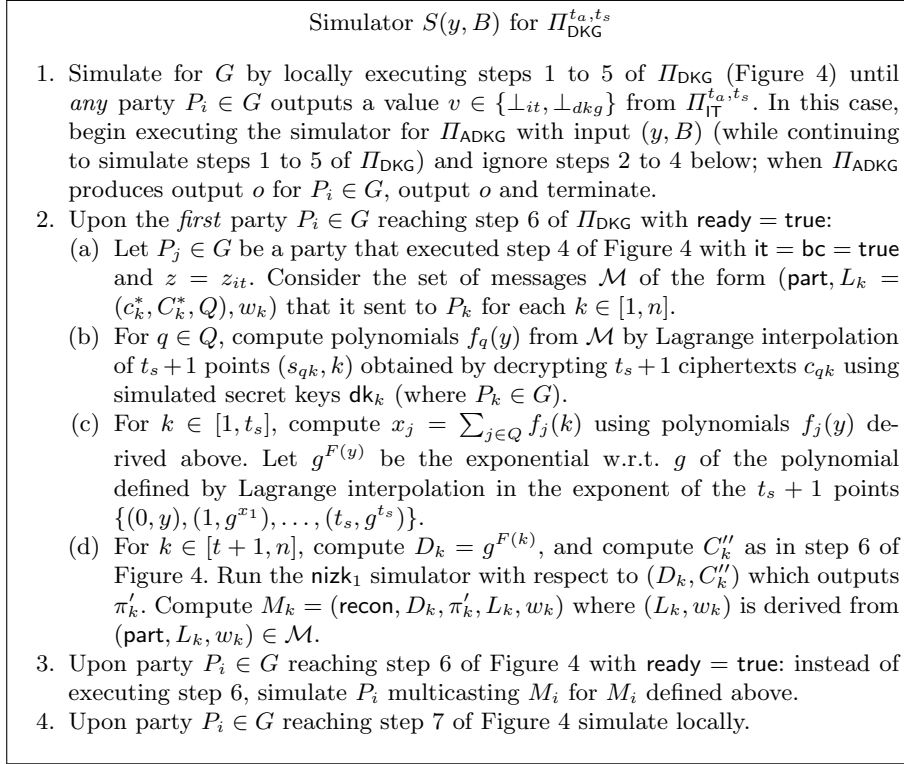 Simulator S(y, B) for Π_DKG^{t_a,t_s}
1. Simulate for G by locally executing steps 1 to 5 of Π_DKG (Figure 4) until
any party P_i ∈ G outputs a value v ∈ {⊥_it, ⊥_dkg} from Π_IT^{t_a,t_s}. In this case,
begin executing the simulator for Π_ADKG with input (y, B) (while continuing
to simulate steps 1 to 5 of Π_DKG) and ignore steps 2 to 4 below; when Π_ADKG
produces output o for P_i ∈ G, output o and terminate.
2. Upon the first party P_i ∈ G reaching step 6 of Π_DKG with ready = true:
(a) Let P_j ∈ G be a party that executed step 4 of Figure 4 with it = bc = true
and z = z_it. Consider the set of messages M of the form (part, L_k =
(c_k^*, C_k^*, Q), w_k) that it sent to P_k for each k ∈ [1, n].
(b) For q ∈ Q, compute polynomials f_q(y) from M by Lagrange interpolation
of t_s + 1 points (s_qk, k) obtained by decrypting t_s + 1 ciphertexts c_qk using
simulated secret keys dk_k (where P_k ∈ G).
(c) For k ∈ [1, t_s], compute x_j = ∑_{j∈Q} f_j(k) using polynomials f_j(y) de-
rived above. Let g^{F(y)} be the exponential w.r.t. g of the polynomial
defined by Lagrange interpolation in the exponent of the t_s + 1 points
{(0, y), (1, g^{x_1}), . . . , (t_s, g^{t_s})}.
(d) For k ∈ [t + 1, n], compute D_k = g^{F(k)}, and compute C_k'' as in step 6 of
Figure 4. Run the nizk_1 simulator with respect to (D_k, C_k'') which outputs
π_k'. Compute M_k = (recon, D_k, π_k', L_k, w_k) where (L_k, w_k) is derived from
(part, L_k, w_k) ∈ M.
3. Upon party P_i ∈ G reaching step 6 of Figure 4 with ready = true: instead of
executing step 6, simulate P_i multicasting M_i for M_i defined above.
4. Upon party P_i ∈ G reaching step 7 of Figure 4 simulate locally.